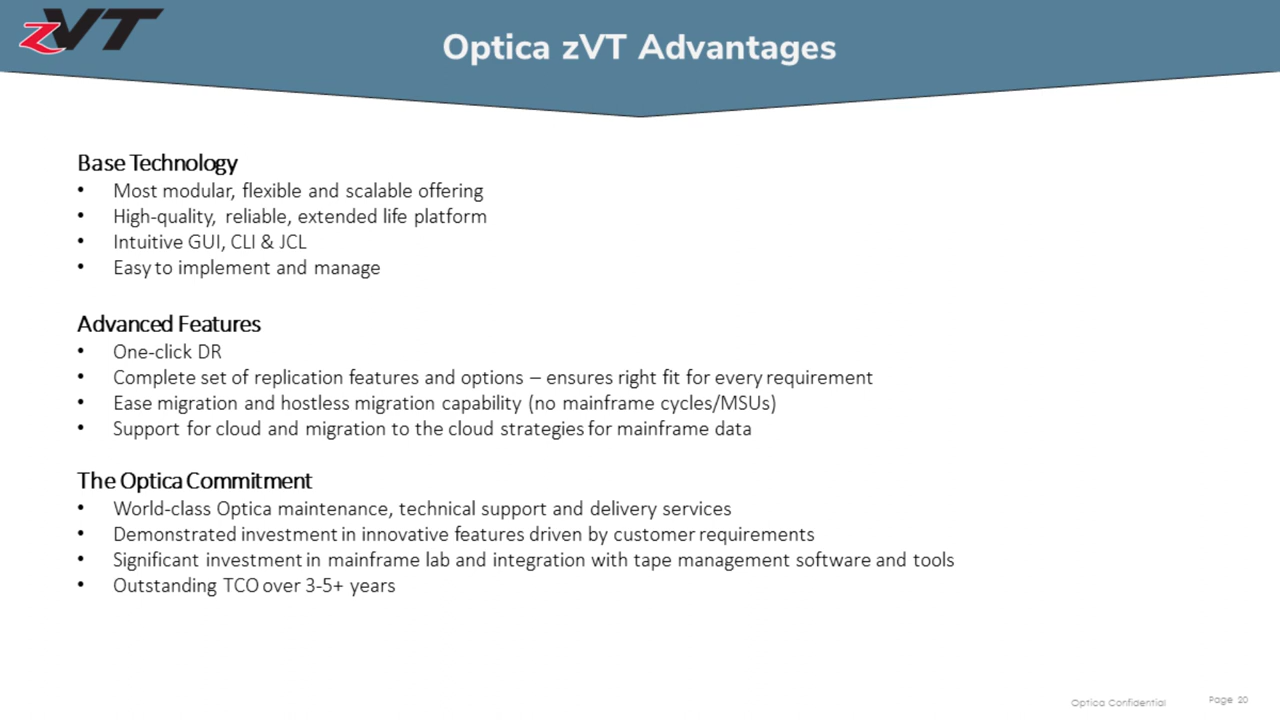 zVT
Optica zVT Advantages
Base Technology
• Most modular, flexible and scalable offering
• High-quality, reliable, extended life platform
• Intuitive GUI, CLI & JCL
• Easy to implement and manage
Advanced Features
• One-click DR
• Complete set of replication features and options – ensures right fit for every requirement
• Ease migration and hostless migration capability (no mainframe cycles/MSUs)
• Support for cloud and migration to the cloud strategies for mainframe data
The Optica Commitment
• World-class Optica maintenance, technical support and delivery services
• Demonstrated investment in innovative features driven by customer requirements
• Significant investment in mainframe lab and integration with tape management software and tools
• Outstanding TCO over 3-5+ years
Optica Confidential Page 20